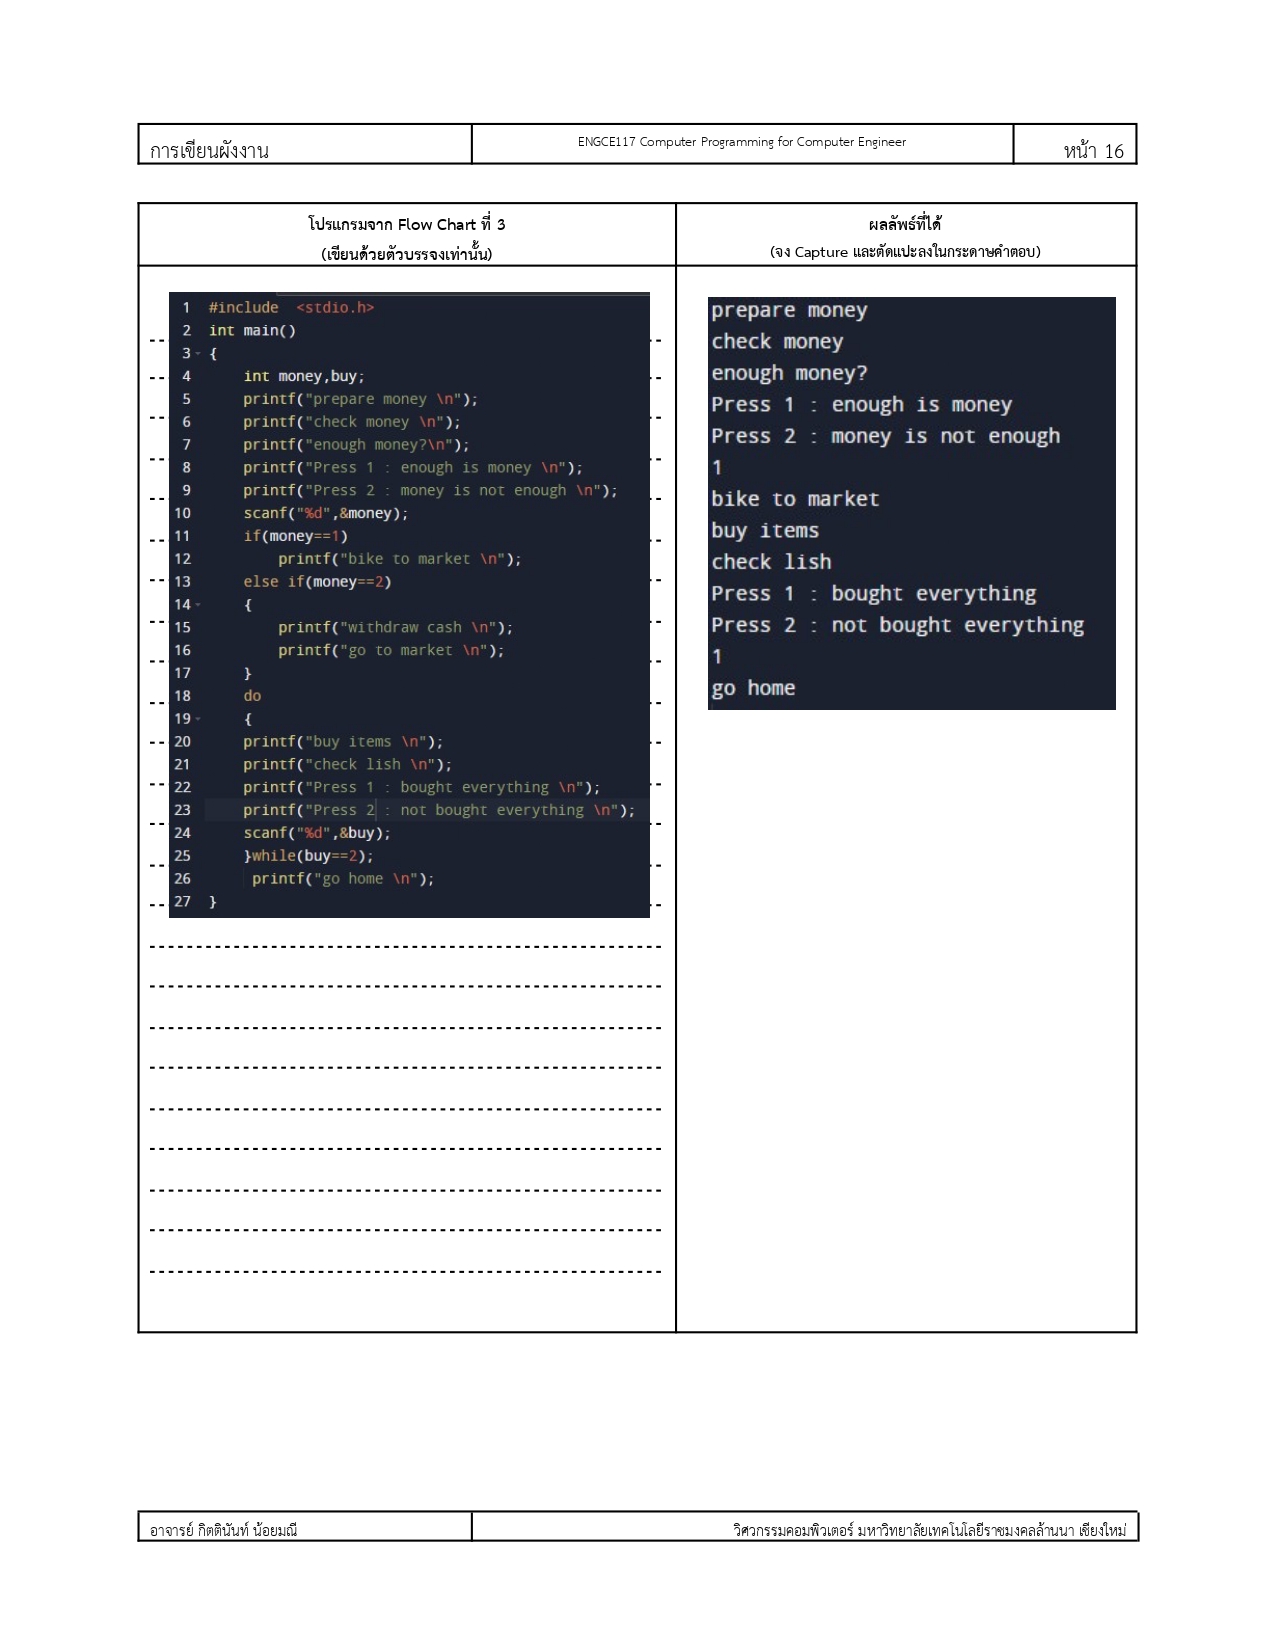 การเขียนผังงาน
ENGCE117 Computer Programming for Computer Engineer
หน้า 16
โปรแกรมจาก Flow Chart ที่ 3
(เขียนด้วยตัวบรรจงเท่านั้น)
ผลลัพธ์ที่ได้
(จง Capture และตัดแปะลงในกระดาษคำตอบ)
1 #include  <stdio.h>
2 int main()
3 {
4     int money,buy;
5     printf("prepare money \n");
6     printf("check money \n");
7     printf("enough money?\n");
8     printf("Press 1 : enough is money \n");
9     printf("Press 2 : money is not enough \n");
10     scanf("%d",&money);
11     if(money==1)
12         printf("bike to market \n");
13     else if(money==2)
14     {
15         printf("withdraw cash \n");
16         printf("go to market \n");
17     }
18     do
19     {
20     printf("buy items \n");
21     printf("check lish \n");
22     printf("Press 1 : bought everything \n");
23     printf("Press 2 : not bought everything \n");
24     scanf("%d",&buy);
25     }while(buy==2);
26      printf("go home \n");
27 }
prepare money
check money
enough money?
Press 1 : enough is money
Press 2 : money is not enough
1
bike to market
buy items
check lish
Press 1 : bought everything
Press 2 : not bought everything
1
go home
อาจารย์ กิตตินันท์ น้อยมณี
วิศวกรรมคอมพิวเตอร์ มหาวิทยาลัยเทคโนโลยีราชมงคลล้านนา เชียงใหม่